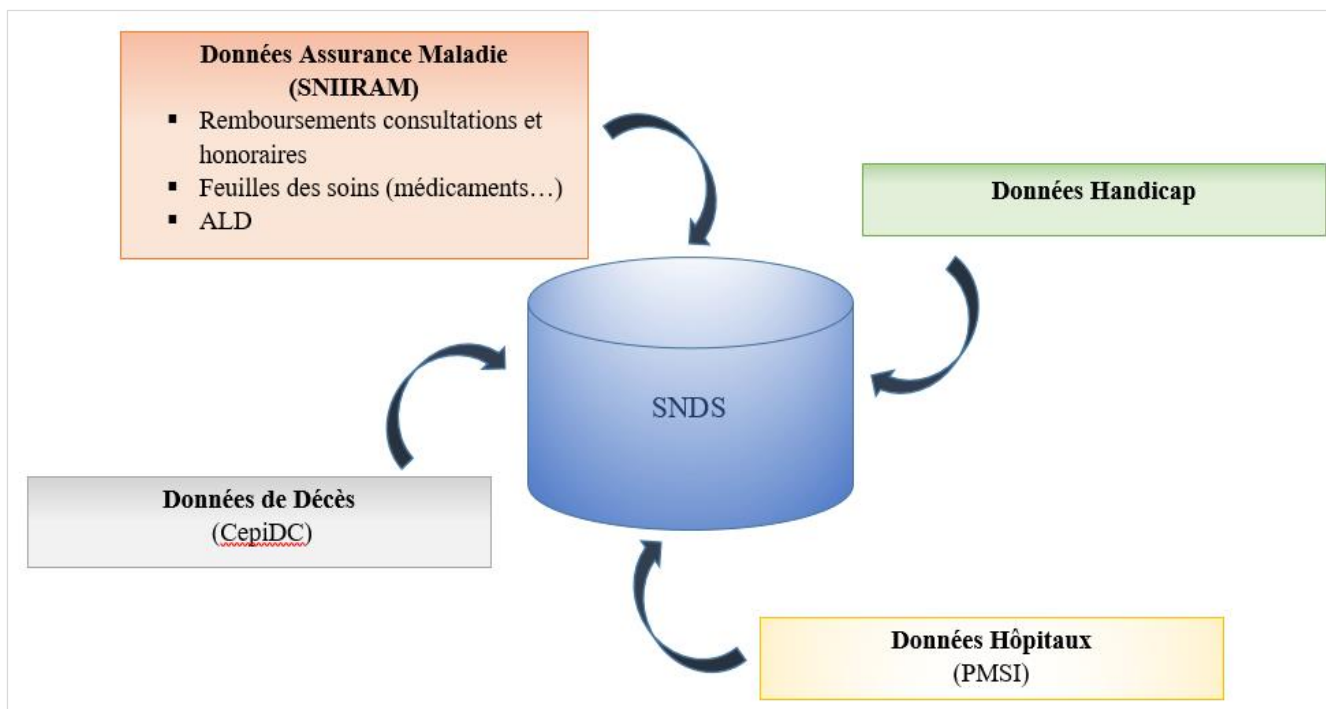 Données Assurance Maladie
(SNIIRAM)
▪ Remboursements consultations et
honoraires
▪ Feuilles des soins (médicaments…)
▪ ALD
Données Handicap
SNDS
Données de Décès
(CepiDC)
Données Hôpitaux
(PMSI)